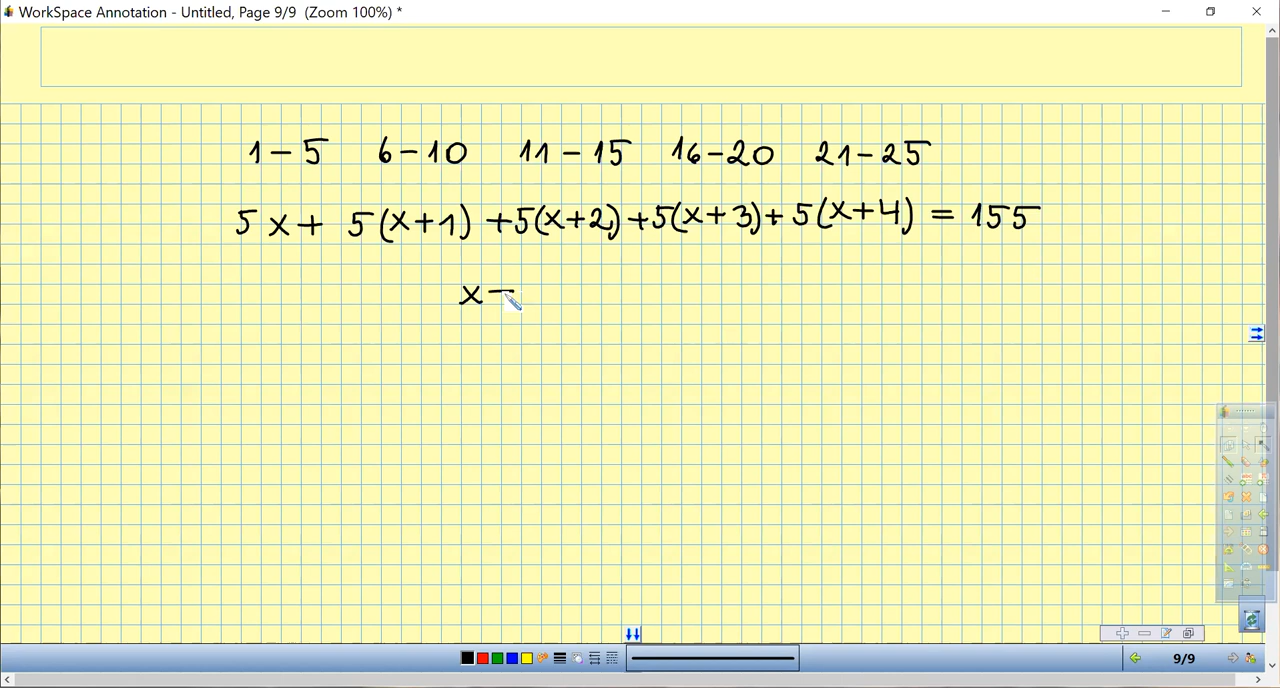 WorkSpace Annotation - Untitled, Page 9/9 (Zoom 100%) *
1 – 5 6 – 10 11 – 15 16 – 20 21 – 25
5 x + 5(x+1) + 5(x+2) + 5(x+3) + 5(x+4) = 155
x –
9/9